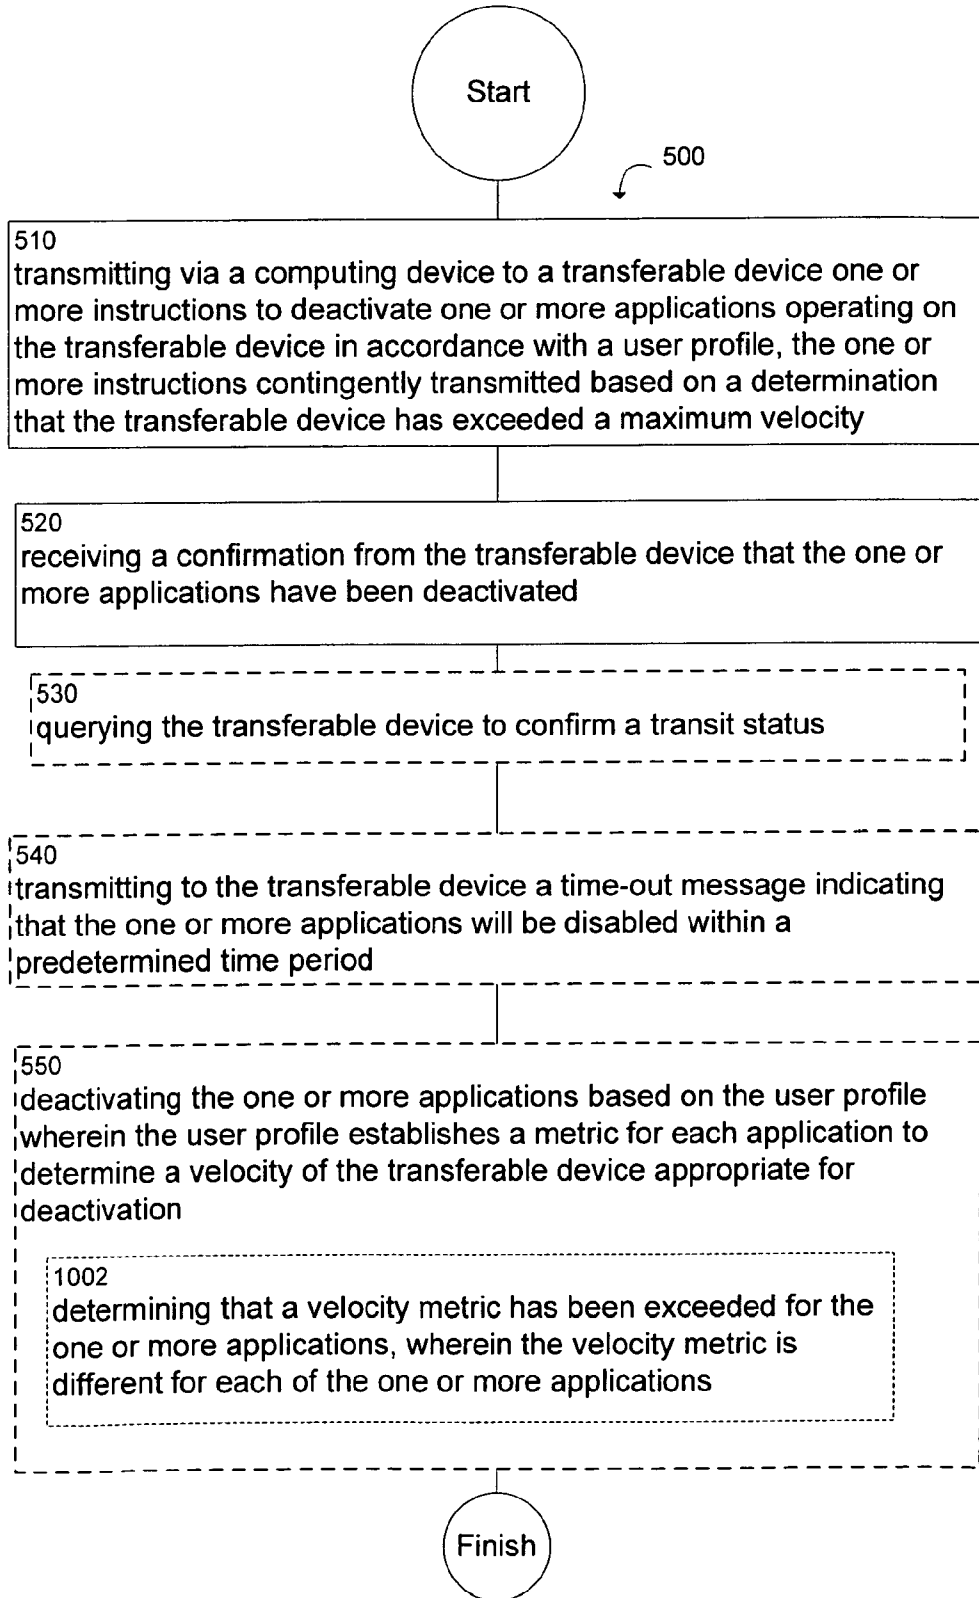 Start
500
510
transmitting via a computing device to a transferable device one or
more instructions to deactivate one or more applications operating on
the transferable device in accordance with a user profile, the one or
more instructions contingently transmitted based on a determination
that the transferable device has exceeded a maximum velocity
520
receiving a confirmation from the transferable device that the one or
more applications have been deactivated
530
querying the transferable device to confirm a transit status
540
transmitting to the transferable device a time-out message indicating
that the one or more applications will be disabled within a
predetermined time period
550
deactivating the one or more applications based on the user profile
wherein the user profile establishes a metric for each application to
determine a velocity of the transferable device appropriate for
deactivation
1002
determining that a velocity metric has been exceeded for the
one or more applications, wherein the velocity metric is
different for each of the one or more applications
Finish